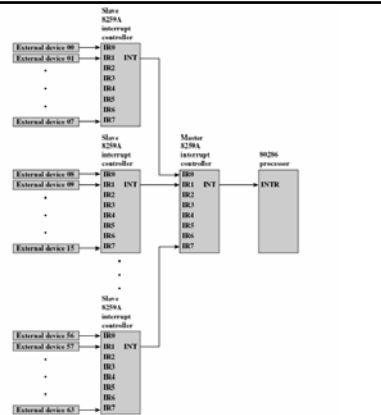 Slave
8259A
interrupt
controller
External device 00
External device 01
External device 07
IR0
IR1 INT
IR2
IR3
IR4
IR5
IR6
IR7
Slave
8259A
interrupt
controller
External device 08
External device 09
External device 15
IR0
IR1 INT
IR2
IR3
IR4
IR5
IR6
IR7
Master
8259A
interrupt
controller
IR0
IR1 INT
IR2
IR3
IR4
IR5
IR6
IR7
80286
processor
INTR
Slave
8259A
interrupt
controller
External device 56
External device 57
External device 63
IR0
IR1 INT
IR2
IR3
IR4
IR5
IR6
IR7